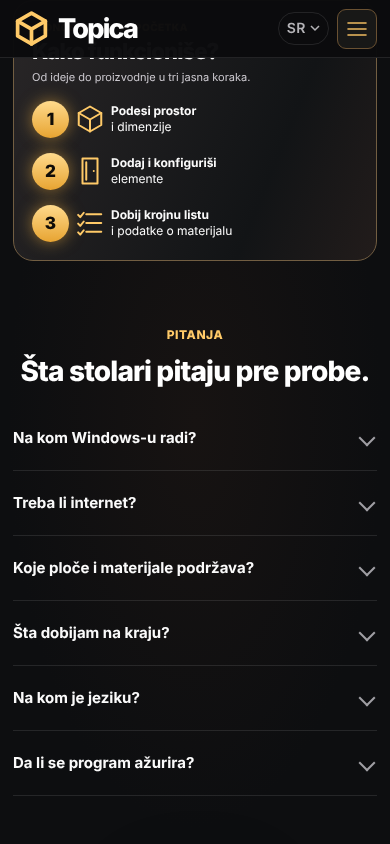 Topica
SR
Kako funkcioniše?
Od ideje do proizvodnje u tri jasna koraka.
1
Podesi prostor
i dimenzije
2
Dodaj i konfiguriši
elemente
3
Dobij krojnu listu
i podatke o materijalu
PITANJA
Šta stolari pitaju pre probe.
Na kom Windows-u radi?
Treba li internet?
Koje ploče i materijale podržava?
Šta dobijam na kraju?
Na kom je jeziku?
Da li se program ažurira?